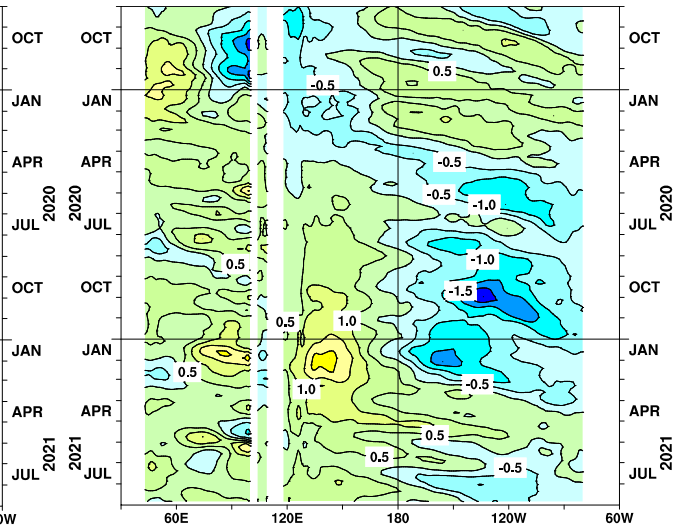 OCT OCT OCT
0.5
-0.5
JAN JAN JAN
APR APR -0.5 APR
2020 2020 -0.5 -1.0 2020
JUL JUL JUL
0.5 -1.0
OCT OCT -1.5 OCT
0.5 1.0
JAN JAN JAN
0.5 -0.5
1.0
APR APR APR
0.5
2021 2021 0.5 2021
JUL JUL -0.5 JUL
0W 60E 120E 180 120W 60W